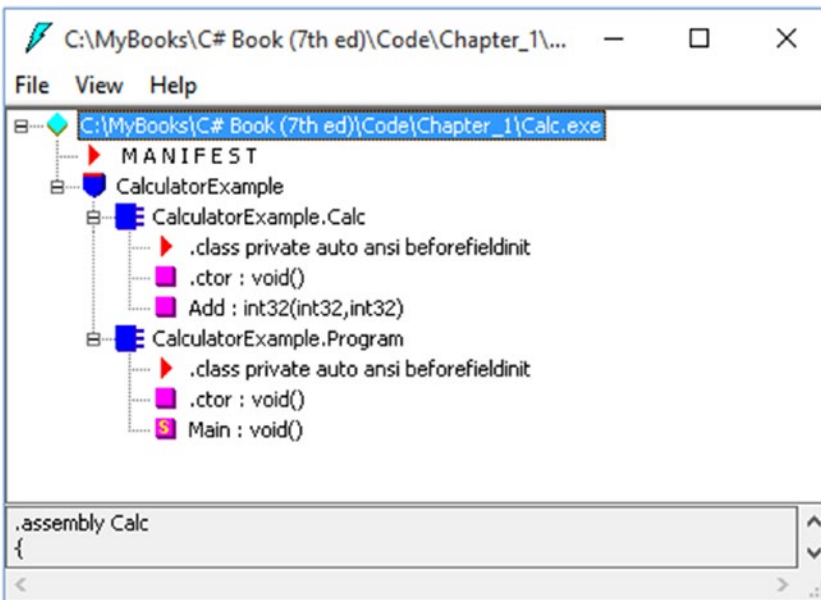 C:\MyBooks\C# Book (7th ed)\Code\Chapter_1\...
File View Help
C:\MyBooks\C# Book (7th ed)\Code\Chapter_1\Calc.exe
M A N I F E S T
CalculatorExample
CalculatorExample.Calc
.class private auto ansi beforefieldinit
.ctor : void()
Add : int32(int32,int32)
CalculatorExample.Program
.class private auto ansi beforefieldinit
.ctor : void()
S Main : void()
.assembly Calc
{